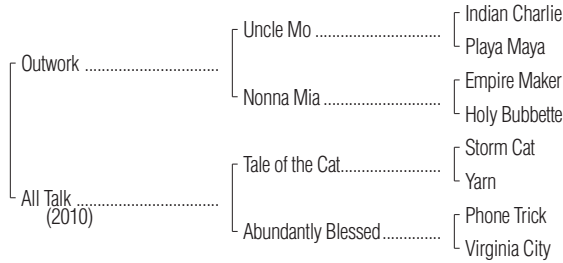 Indian Charlie
Uncle Mo
Playa Maya
Outwork
Empire Maker
Nonna Mia
Holy Bubbette
Storm Cat
Tale of the Cat
Yarn
All Talk
(2010)
Phone Trick
Abundantly Blessed
Virginia City